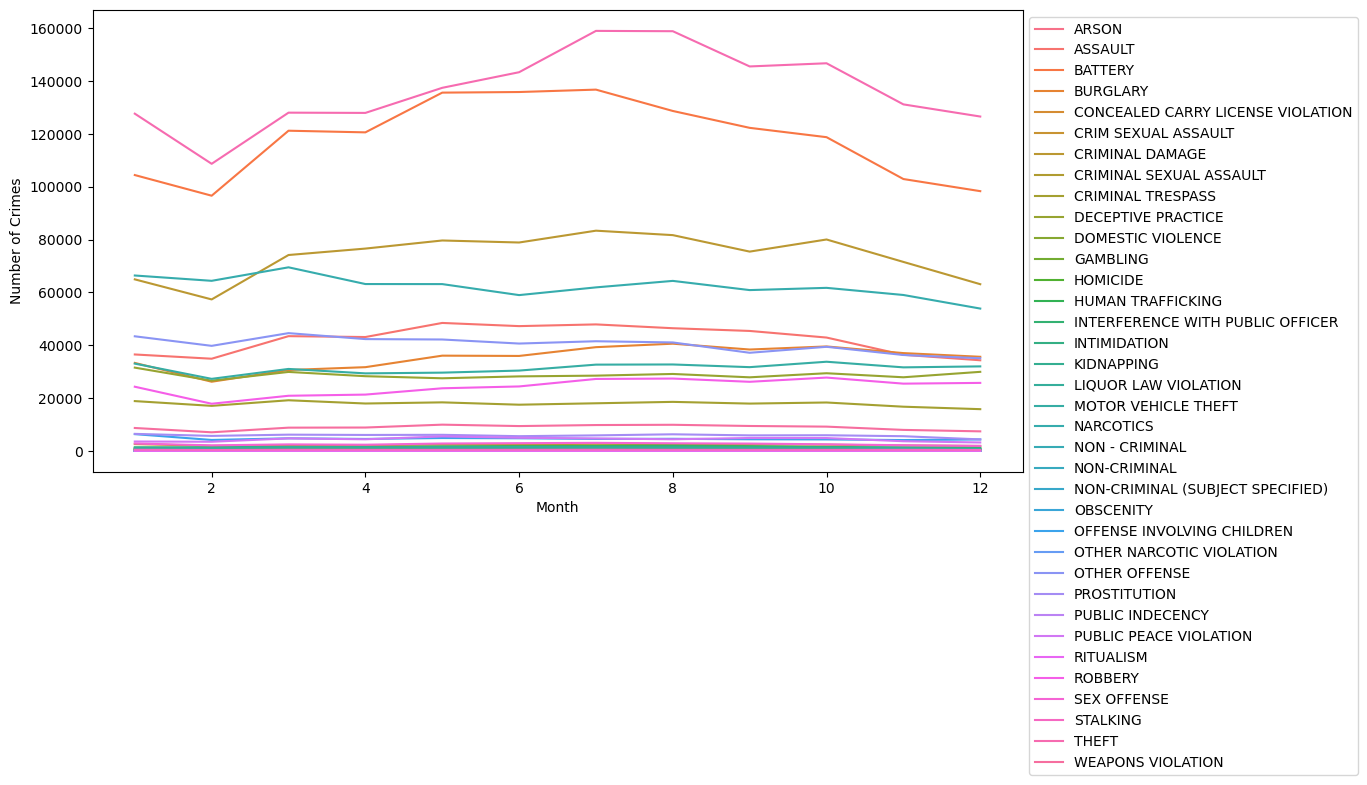 160000
140000
120000
100000
80000
60000
40000
20000
0
Number of Crimes
2 4 6 8 10 12
Month
ARSON
ASSAULT
BATTERY
BURGLARY
CONCEALED CARRY LICENSE VIOLATION
CRIM SEXUAL ASSAULT
CRIMINAL DAMAGE
CRIMINAL SEXUAL ASSAULT
CRIMINAL TRESPASS
DECEPTIVE PRACTICE
DOMESTIC VIOLENCE
GAMBLING
HOMICIDE
HUMAN TRAFFICKING
INTERFERENCE WITH PUBLIC OFFICER
INTIMIDATION
KIDNAPPING
LIQUOR LAW VIOLATION
MOTOR VEHICLE THEFT
NARCOTICS
NON - CRIMINAL
NON-CRIMINAL
NON-CRIMINAL (SUBJECT SPECIFIED)
OBSCENITY
OFFENSE INVOLVING CHILDREN
OTHER NARCOTIC VIOLATION
OTHER OFFENSE
PROSTITUTION
PUBLIC INDECENCY
PUBLIC PEACE VIOLATION
RITUALISM
ROBBERY
SEX OFFENSE
STALKING
THEFT
WEAPONS VIOLATION